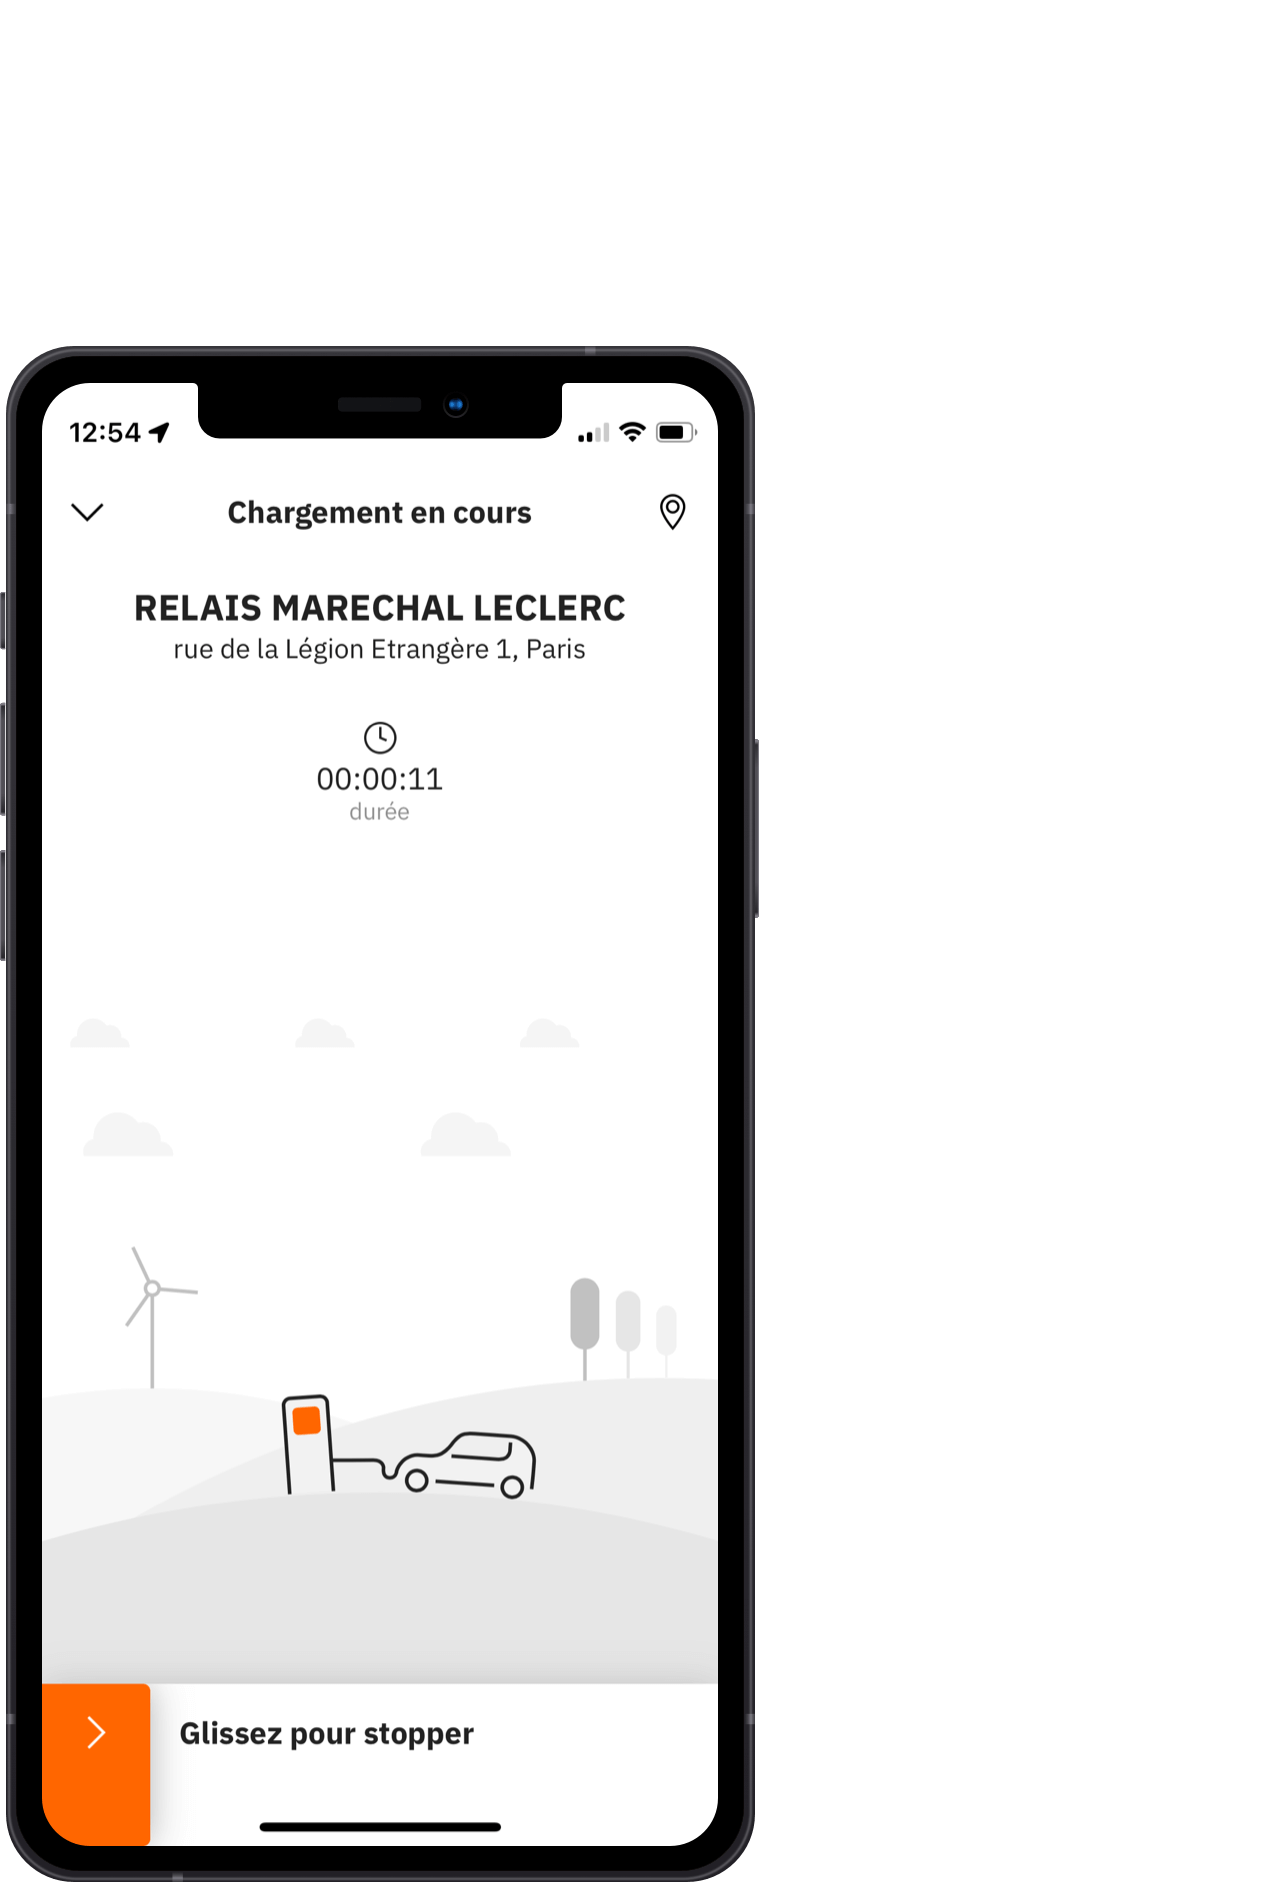 12:54
Chargement en cours
RELAIS MARECHAL LECLERC
rue de la Légion Etrangère 1, Paris
00:00:11
durée
Glissez pour stopper